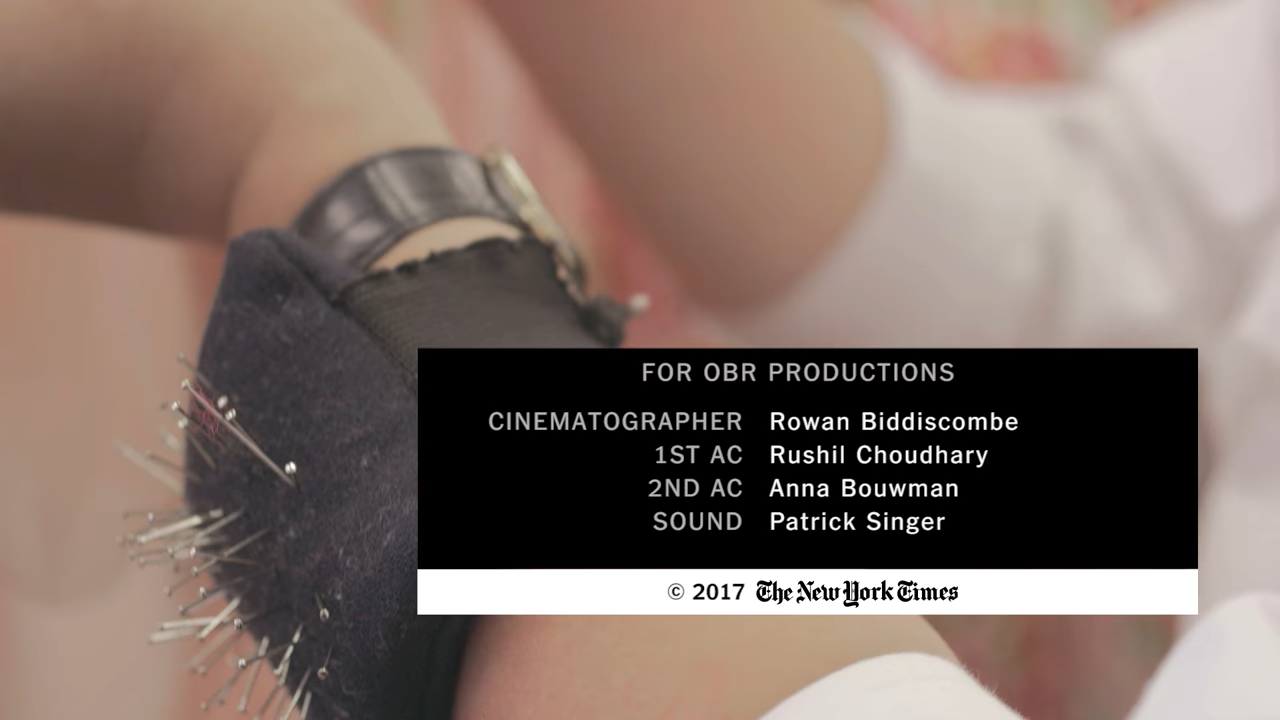 FOR OBR PRODUCTIONS
CINEMATOGRAPHER Rowan Biddiscombe
1ST AC Rushil Choudhary
2ND AC Anna Bouwman
SOUND Patrick Singer
© 2017 The New York Times